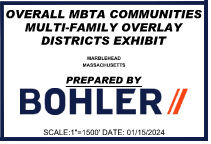 OVERALL MBTA COMMUNITIES
MULTI-FAMILY OVERLAY
DISTRICTS EXHIBIT
MARBLEHEAD
MASSACHUSETTS
PREPARED BY
BOHLER //
SCALE:1"=1500' DATE: 01/15/2024